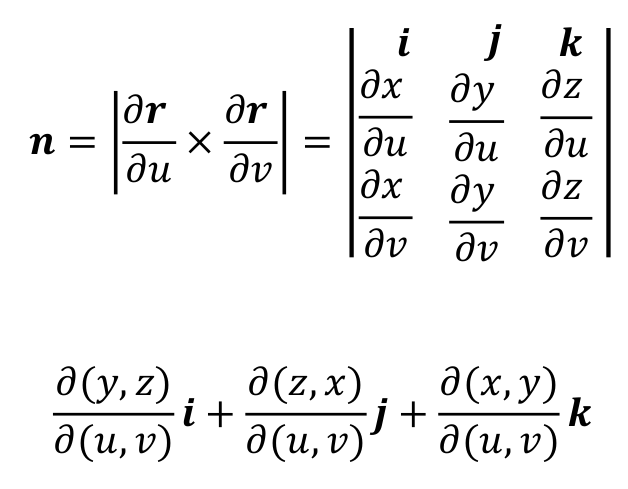 n = |∂r/∂u × ∂r/∂v| = | i j k ; ∂x/∂u ∂y/∂u ∂z/∂u ; ∂x/∂v ∂y/∂v ∂z/∂v |
∂(y, z)/∂(u, v) i + ∂(z, x)/∂(u, v) j + ∂(x, y)/∂(u, v) k